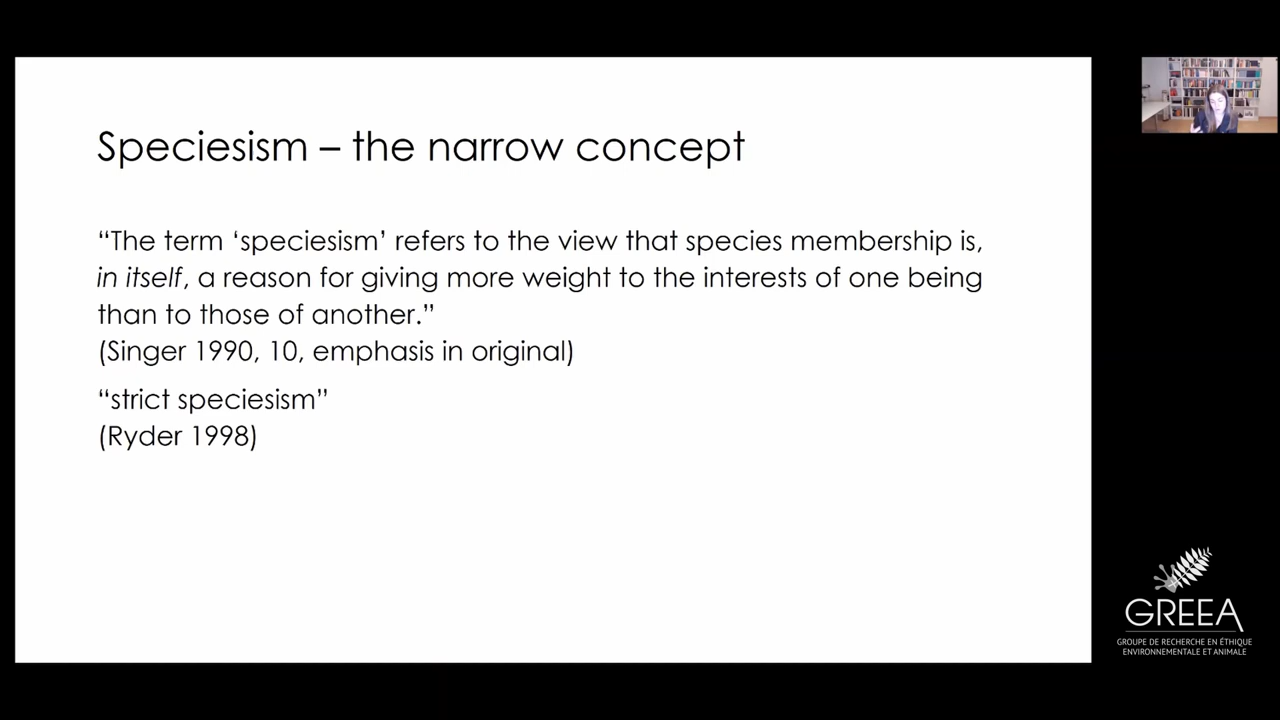 Speciesism – the narrow concept
“The term ‘speciesism’ refers to the view that species membership is,
in itself, a reason for giving more weight to the interests of one being
than to those of another.”
(Singer 1990, 10, emphasis in original)
“strict speciesism”
(Ryder 1998)
GREEA
GROUPE DE RECHERCHE EN ÉTHIQUE
ENVIRONNEMENTALE ET ANIMALE